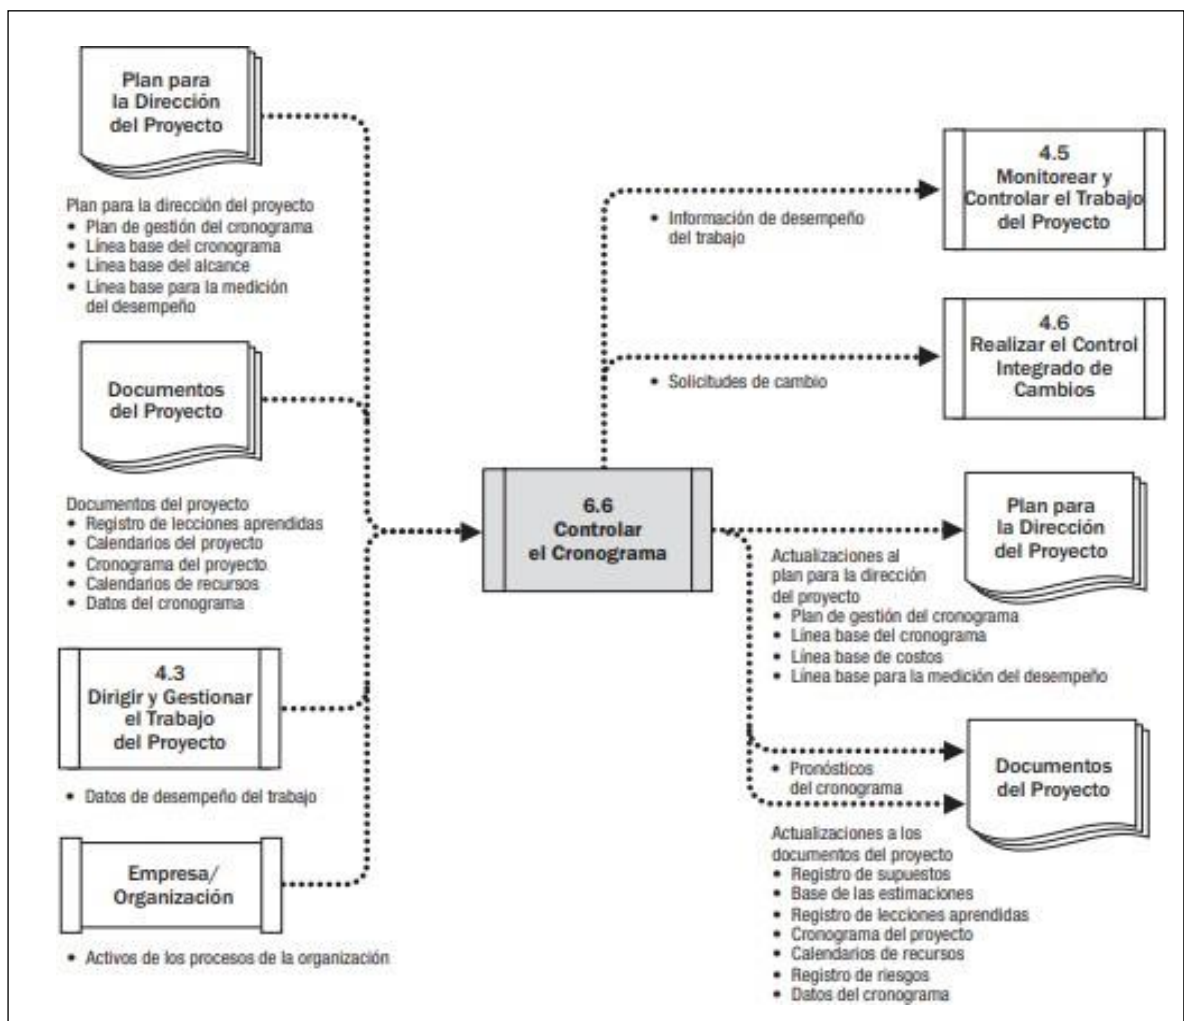 Plan para
la Dirección
del Proyecto
Plan para la dirección del proyecto
• Plan de gestión del cronograma
• Línea base del cronograma
• Línea base del alcance
• Línea base para la medición
del desempeño
Documentos
del Proyecto
Documentos del proyecto
• Registro de lecciones aprendidas
• Calendarios del proyecto
• Cronograma del proyecto
• Calendarios de recursos
• Datos del cronograma
4.3
Dirigir y Gestionar
el Trabajo
del Proyecto
• Datos de desempeño del trabajo
Empresa/
Organización
• Activos de los procesos de la organización
6.6
Controlar
el Cronograma
• Información de desempeño
del trabajo
4.5
Monitorear y
Controlar el Trabajo
del Proyecto
• Solicitudes de cambio
4.6
Realizar el Control
Integrado de
Cambios
Plan para
la Dirección
del Proyecto
Actualizaciones al
plan para la dirección
del proyecto
• Plan de gestión del cronograma
• Línea base del cronograma
• Línea base de costos
• Línea base para la medición del desempeño
• Pronósticos
del cronograma
Documentos
del Proyecto
Actualizaciones a los
documentos del proyecto
• Registro de supuestos
• Base de las estimaciones
• Registro de lecciones aprendidas
• Cronograma del proyecto
• Calendarios de recursos
• Registro de riesgos
• Datos del cronograma